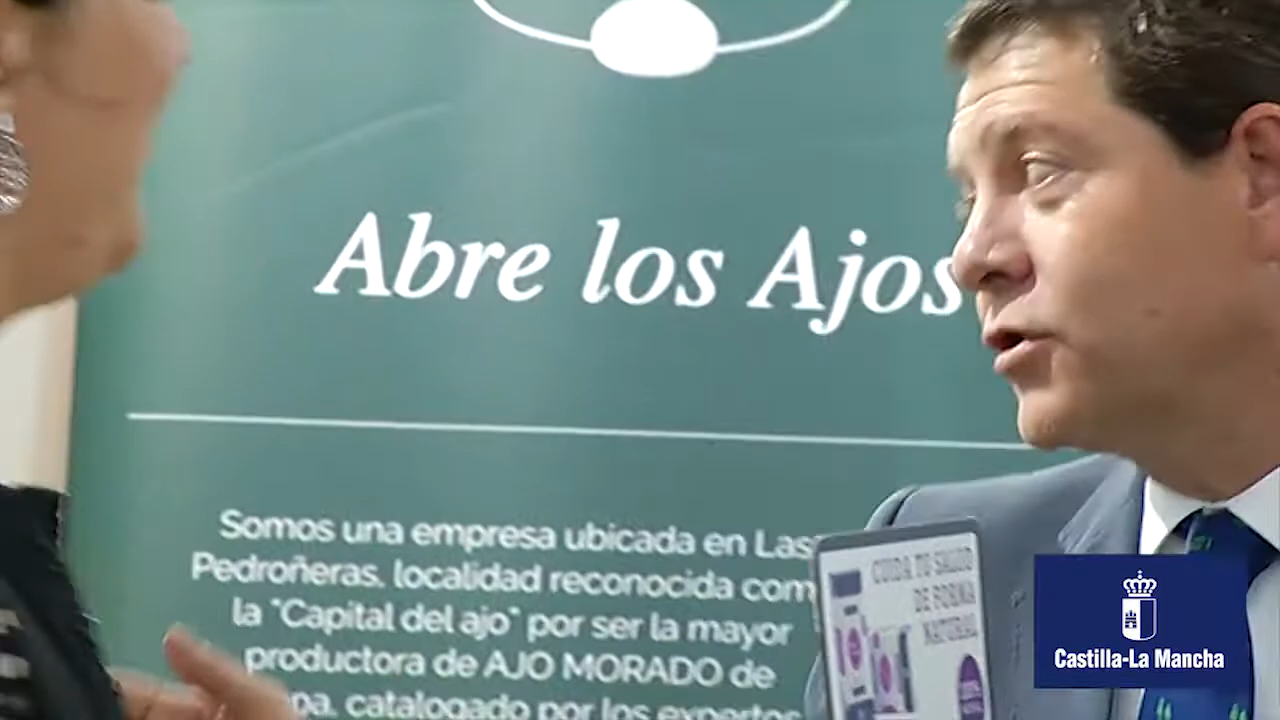 Abre los Ajos
Somos una empresa ubicada en Las
Pedroñeras, localidad reconocida com
la "Capital del ajo" por ser la mayor
productora de AJO MORADO de
pa, catalogado por los expertos
CUIDA TU SALUD
DE FORMA
NATURAL
Castilla-La Mancha